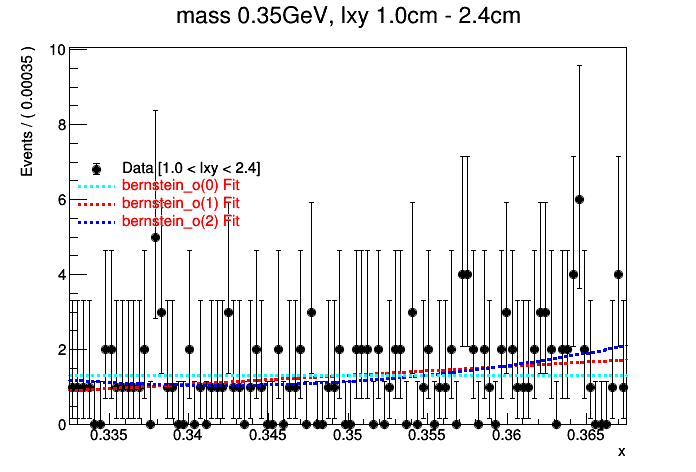 mass 0.35GeV, lxy 1.0cm - 2.4cm
Events / ( 0.00035 )
10
8
6
4
2
0
Data [1.0 < lxy < 2.4]
bernstein_o(0) Fit
bernstein_o(1) Fit
bernstein_o(2) Fit
0.335 0.34 0.345 0.35 0.355 0.36 0.365
x